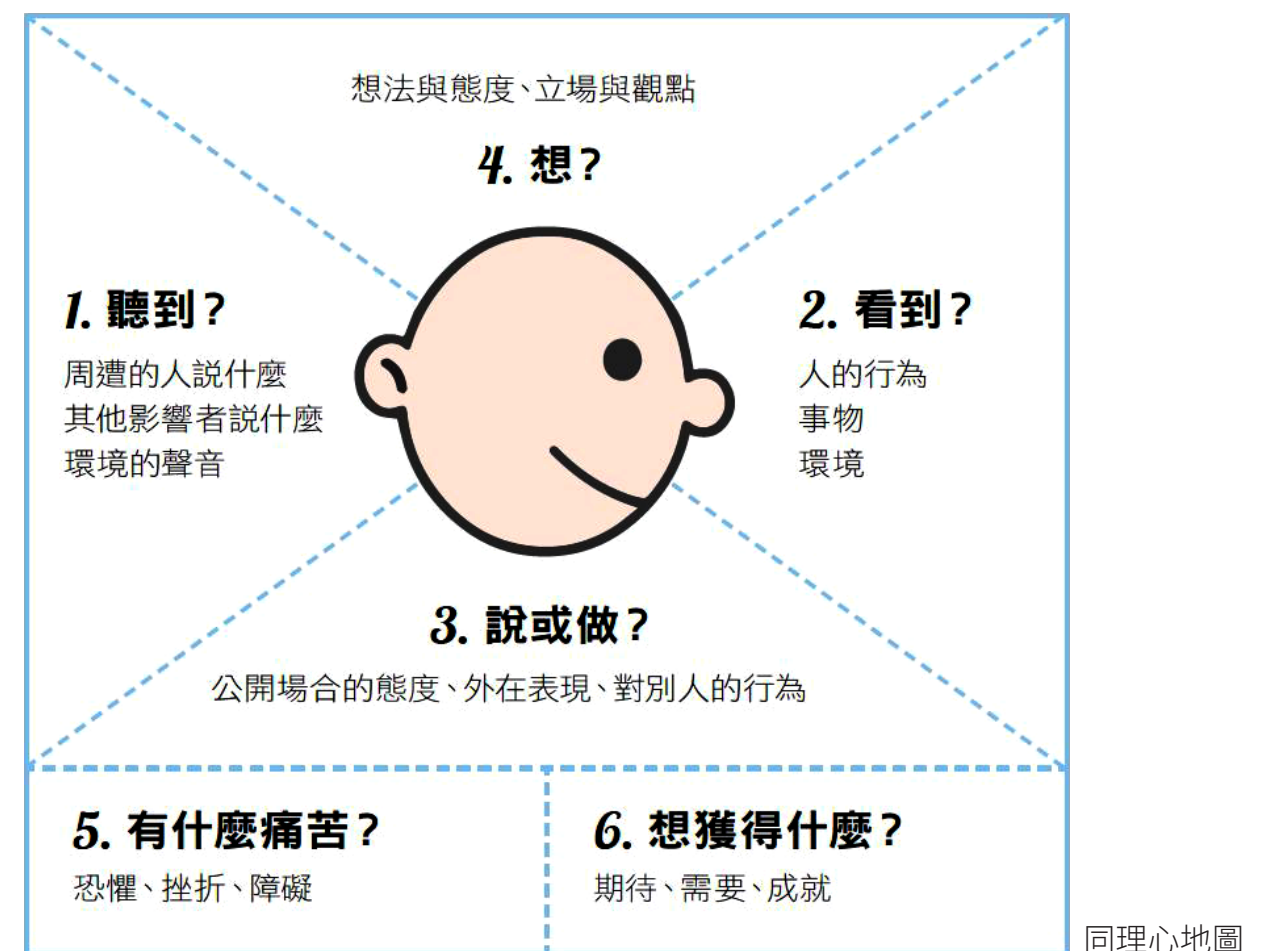 想法與態度、立場與觀點
4. 想？
1. 聽到？
周遭的人説什麼
其他影響者説什麼
環境的聲音
2. 看到？
人的行為
事物
環境
3. 說或做？
公開場合的態度、外在表現、對別人的行為
5. 有什麼痛苦？
恐懼、挫折、障礙
6. 想獲得什麼？
期待、需要、成就
同理心地圖